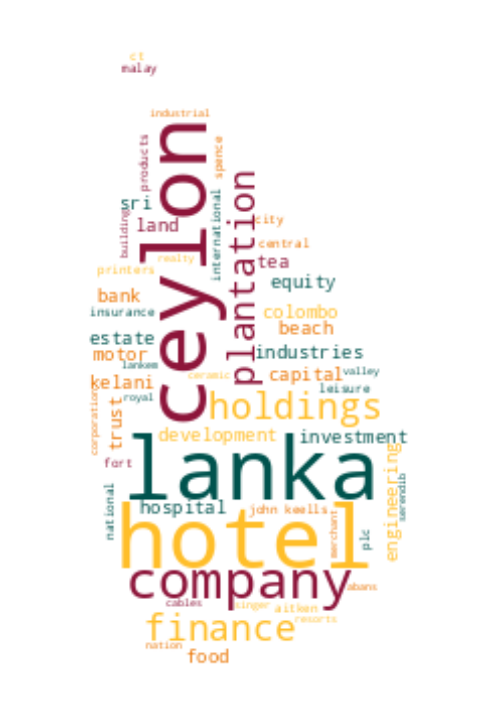 ct
malay
industrial
ceylon
products
spence
plantation
international
sri
building
land
city
central
realty
tea
printers
equity
bank
insurance
colombo
beach
estate
motor
industries
lankem
ceramic
capital
valley
kelani
leisure
corporation
royal
trust
holdings
development
investment
lanka
fort
engineering
serendib
national
hospital
john keells
merchant
plc
hotel
company
abans
cables
singer
aitken
resorts
finance
nation
food